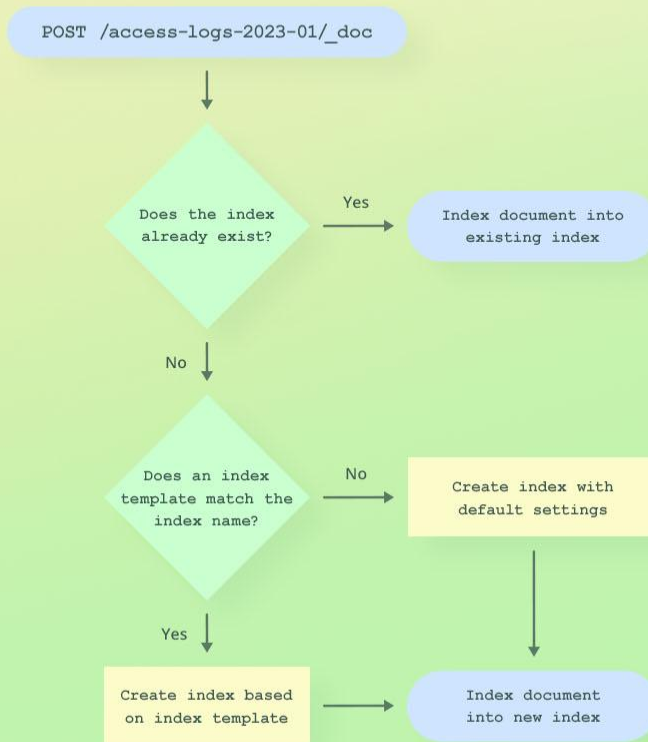 POST /access-logs-2023-01/_doc
Does the index
already exist?
Yes
Index document into
existing index
No
Does an index
template match the
index name?
No
Create index with
default settings
Yes
Create index based
on index template
Index document
into new index